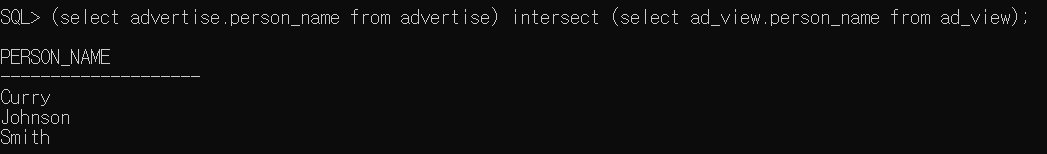 SQL> (select advertise.person_name from advertise) intersect (select ad_view.person_name from ad_view);
PERSON_NAME
--------------------
Curry
Johnson
Smith